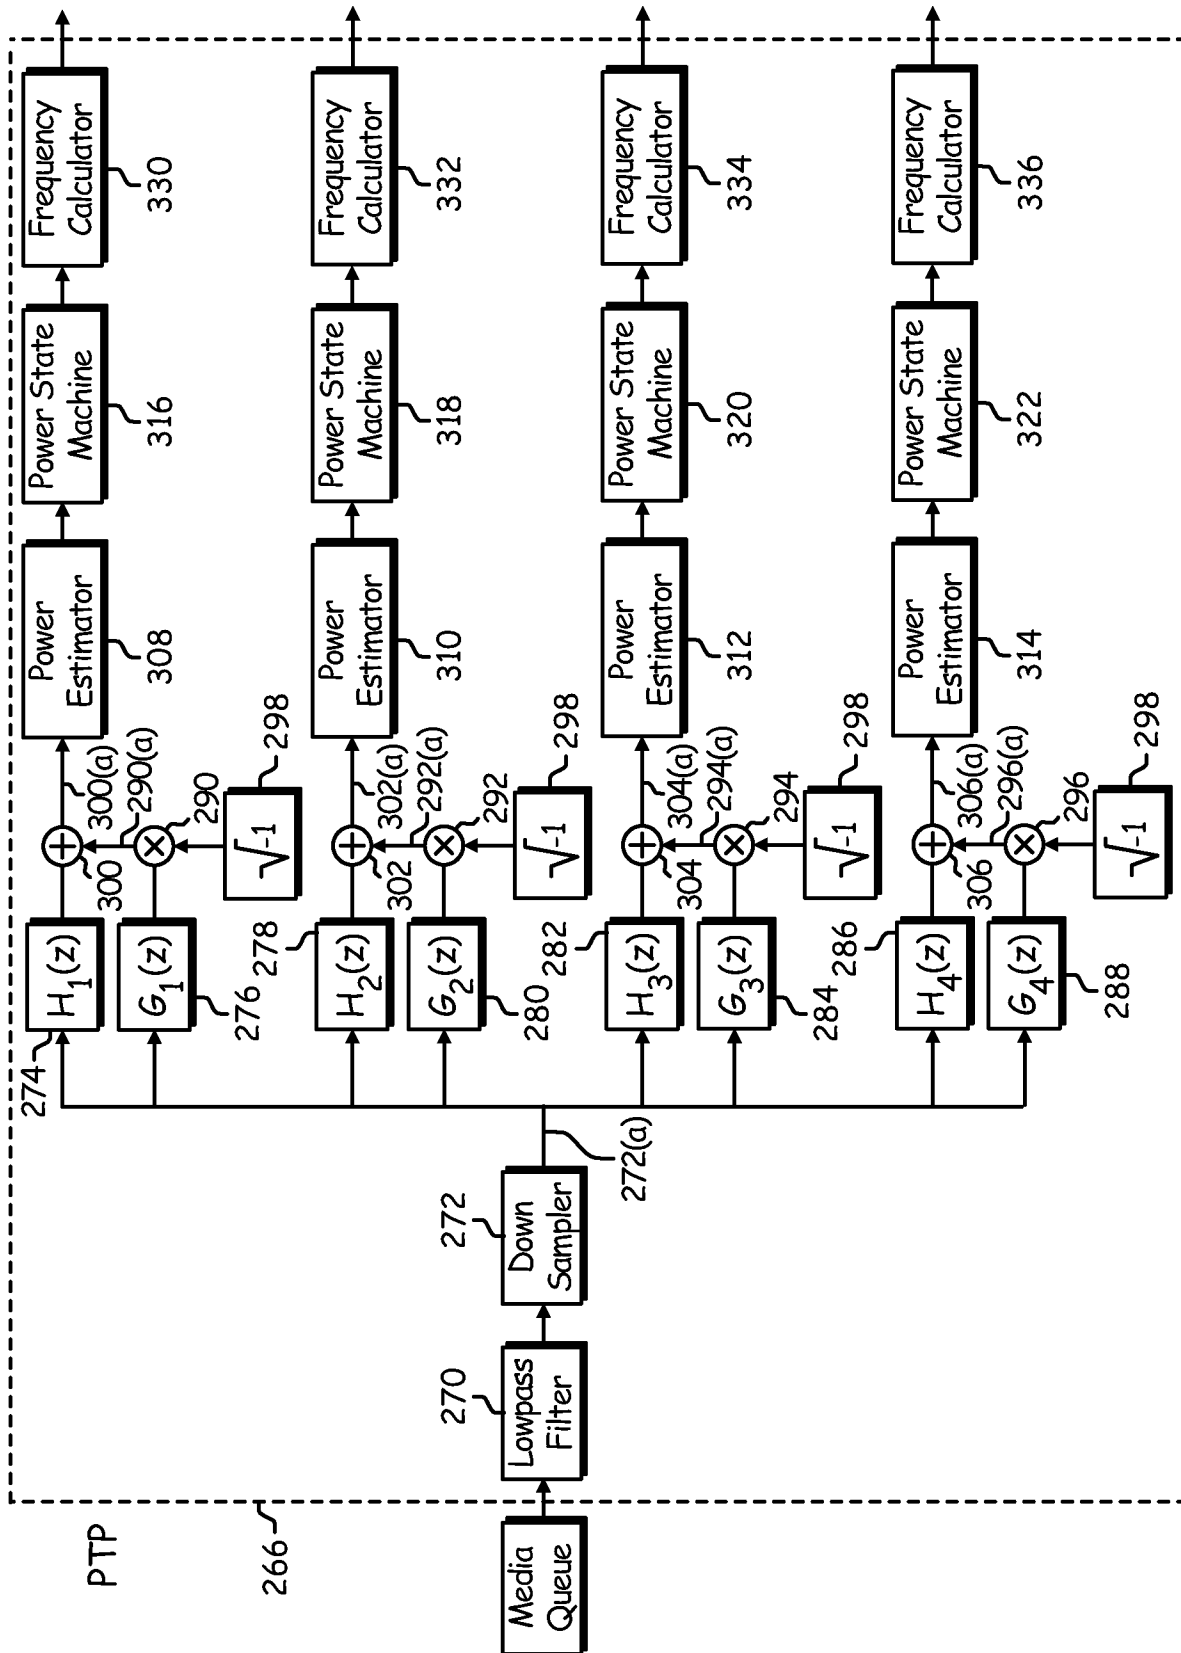 PTP
266
Media
Queue
270
Lowpass
Filter
272
Down
Sampler
272(a)
274
H1(z)
G1(z)
276
300
300(a)
290(a)
290
√-1
298
Power
Estimator
308
Power State
Machine
316
Frequency
Calculator
330
278
H2(z)
G2(z)
280
302
302(a)
292(a)
292
√-1
298
Power
Estimator
310
Power State
Machine
318
Frequency
Calculator
332
282
H3(z)
G3(z)
284
304
304(a)
294(a)
294
√-1
298
Power
Estimator
312
Power State
Machine
320
Frequency
Calculator
334
286
H4(z)
G4(z)
288
306
306(a)
296(a)
296
√-1
298
Power
Estimator
314
Power State
Machine
322
Frequency
Calculator
336